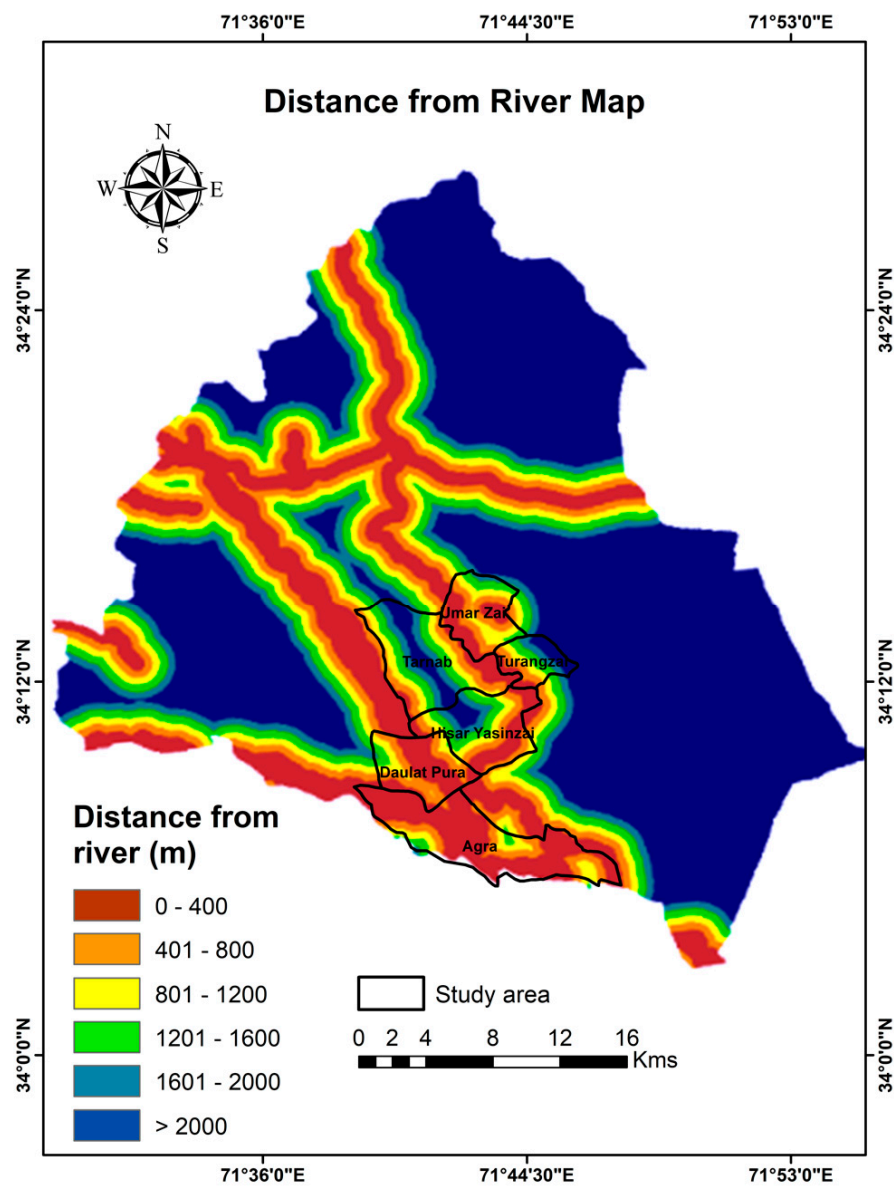 71°36'0"E 71°44'30"E 71°53'0"E
Distance from River Map
N
W E
S
34°24'0"N 34°24'0"N
Umar Zai
Tarnab Turangzai
34°12'0"N 34°12'0"N
Hisar Yasinzai
Daulat Pura
Agra
Distance from
river (m)
0 - 400
401 - 800
801 - 1200
1201 - 1600
1601 - 2000
> 2000
Study area
0 2 4 8 12 16
Kms
34°0'0"N 34°0'0"N
71°36'0"E 71°44'30"E 71°53'0"E